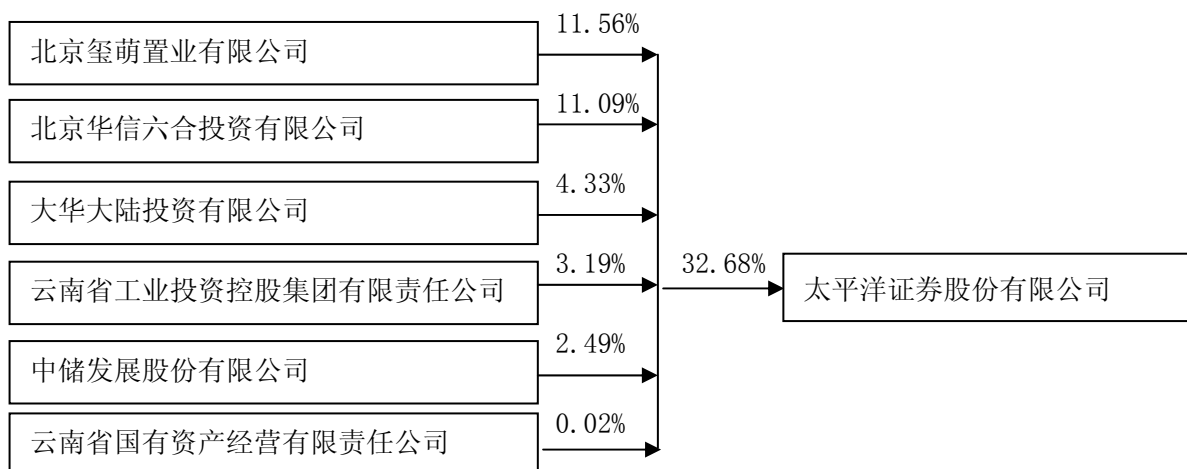 11.56%
北京玺萌置业有限公司
11.09%
北京华信六合投资有限公司
4.33%
大华大陆投资有限公司
3.19%
云南省工业投资控股集团有限责任公司
32.68%
太平洋证券股份有限公司
2.49%
中储发展股份有限公司
0.02%
云南省国有资产经营有限责任公司